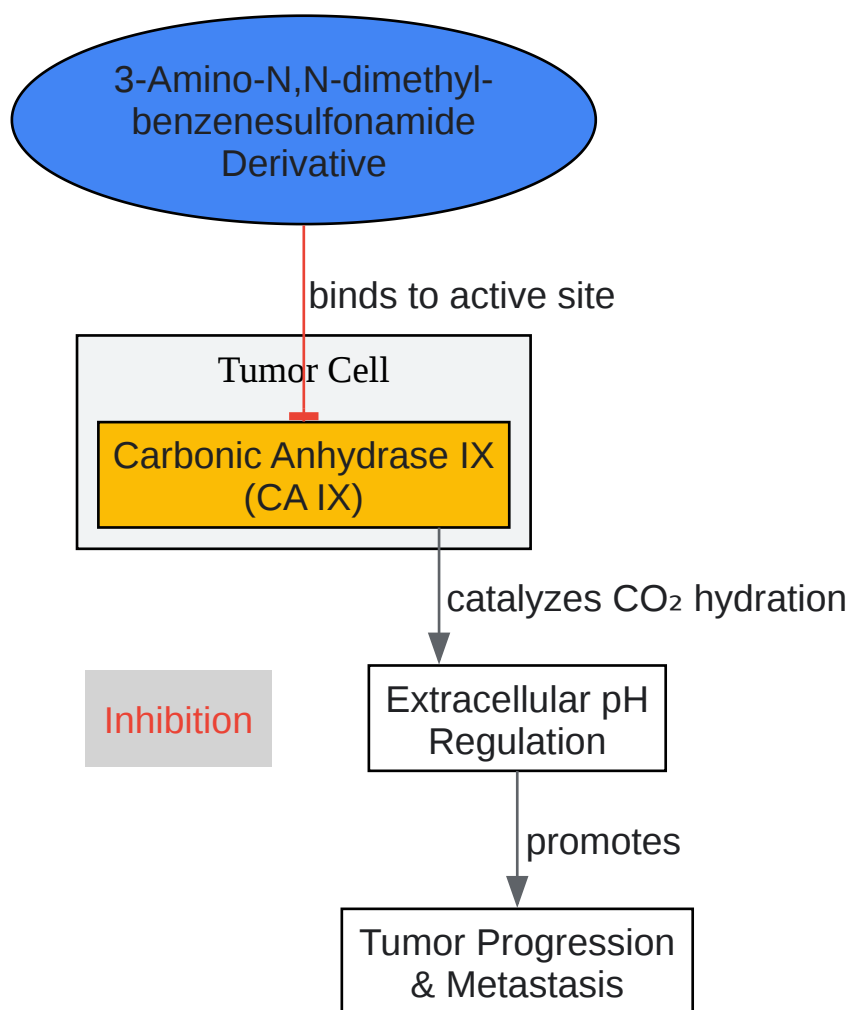 3-Amino-N,N-dimethyl-
benzenesulfonamide
Derivative
binds to active site
Tumor Cell
Carbonic Anhydrase IX
(CA IX)
catalyzes CO₂ hydration
Inhibition
Extracellular pH
Regulation
promotes
Tumor Progression
& Metastasis